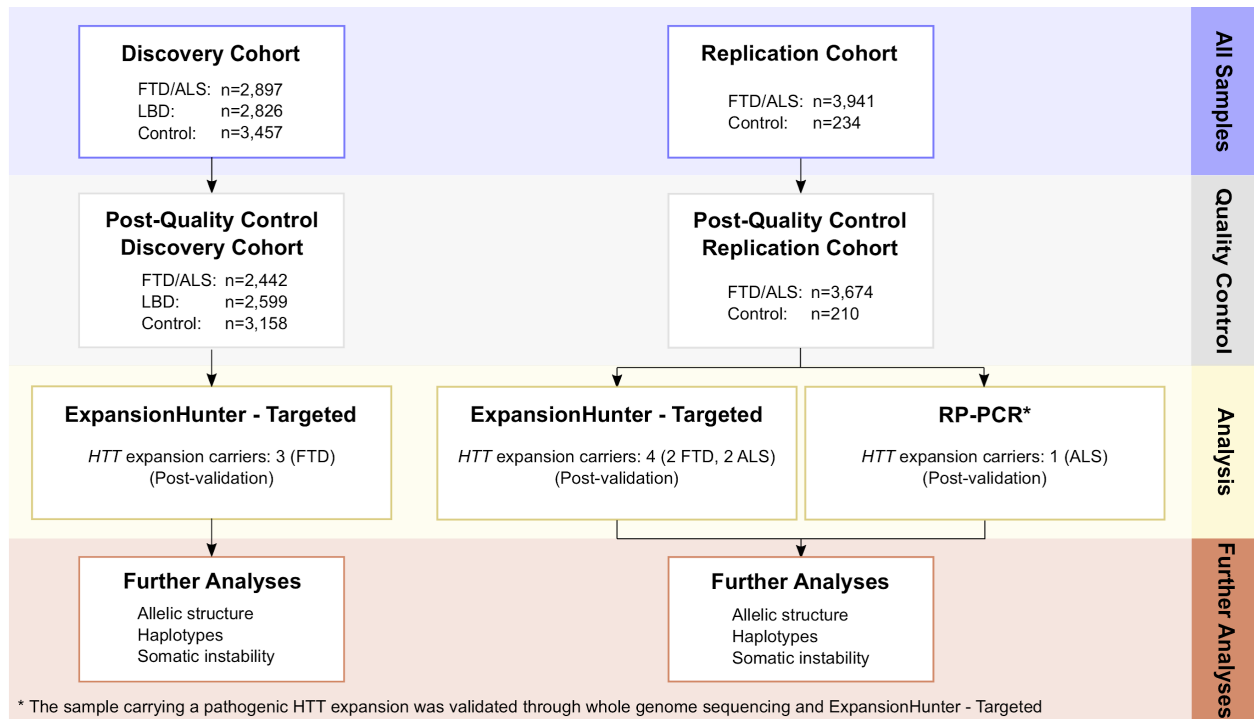 Discovery Cohort
FTD/ALS: n=2,897
LBD: n=2,826
Control: n=3,457
Replication Cohort
FTD/ALS: n=3,941
Control: n=234
All Samples
Post-Quality Control
Discovery Cohort
FTD/ALS: n=2,442
LBD: n=2,599
Control: n=3,158
Post-Quality Control
Replication Cohort
FTD/ALS: n=3,674
Control: n=210
Quality Control
ExpansionHunter - Targeted
HTT expansion carriers: 3 (FTD)
(Post-validation)
ExpansionHunter - Targeted
HTT expansion carriers: 4 (2 FTD, 2 ALS)
(Post-validation)
RP-PCR*
HTT expansion carriers: 1 (ALS)
(Post-validation)
Analysis
Further Analyses
Allelic structure
Haplotypes
Somatic instability
Further Analyses
Allelic structure
Haplotypes
Somatic instability
Further Analyses
* The sample carrying a pathogenic HTT expansion was validated through whole genome sequencing and ExpansionHunter - Targeted